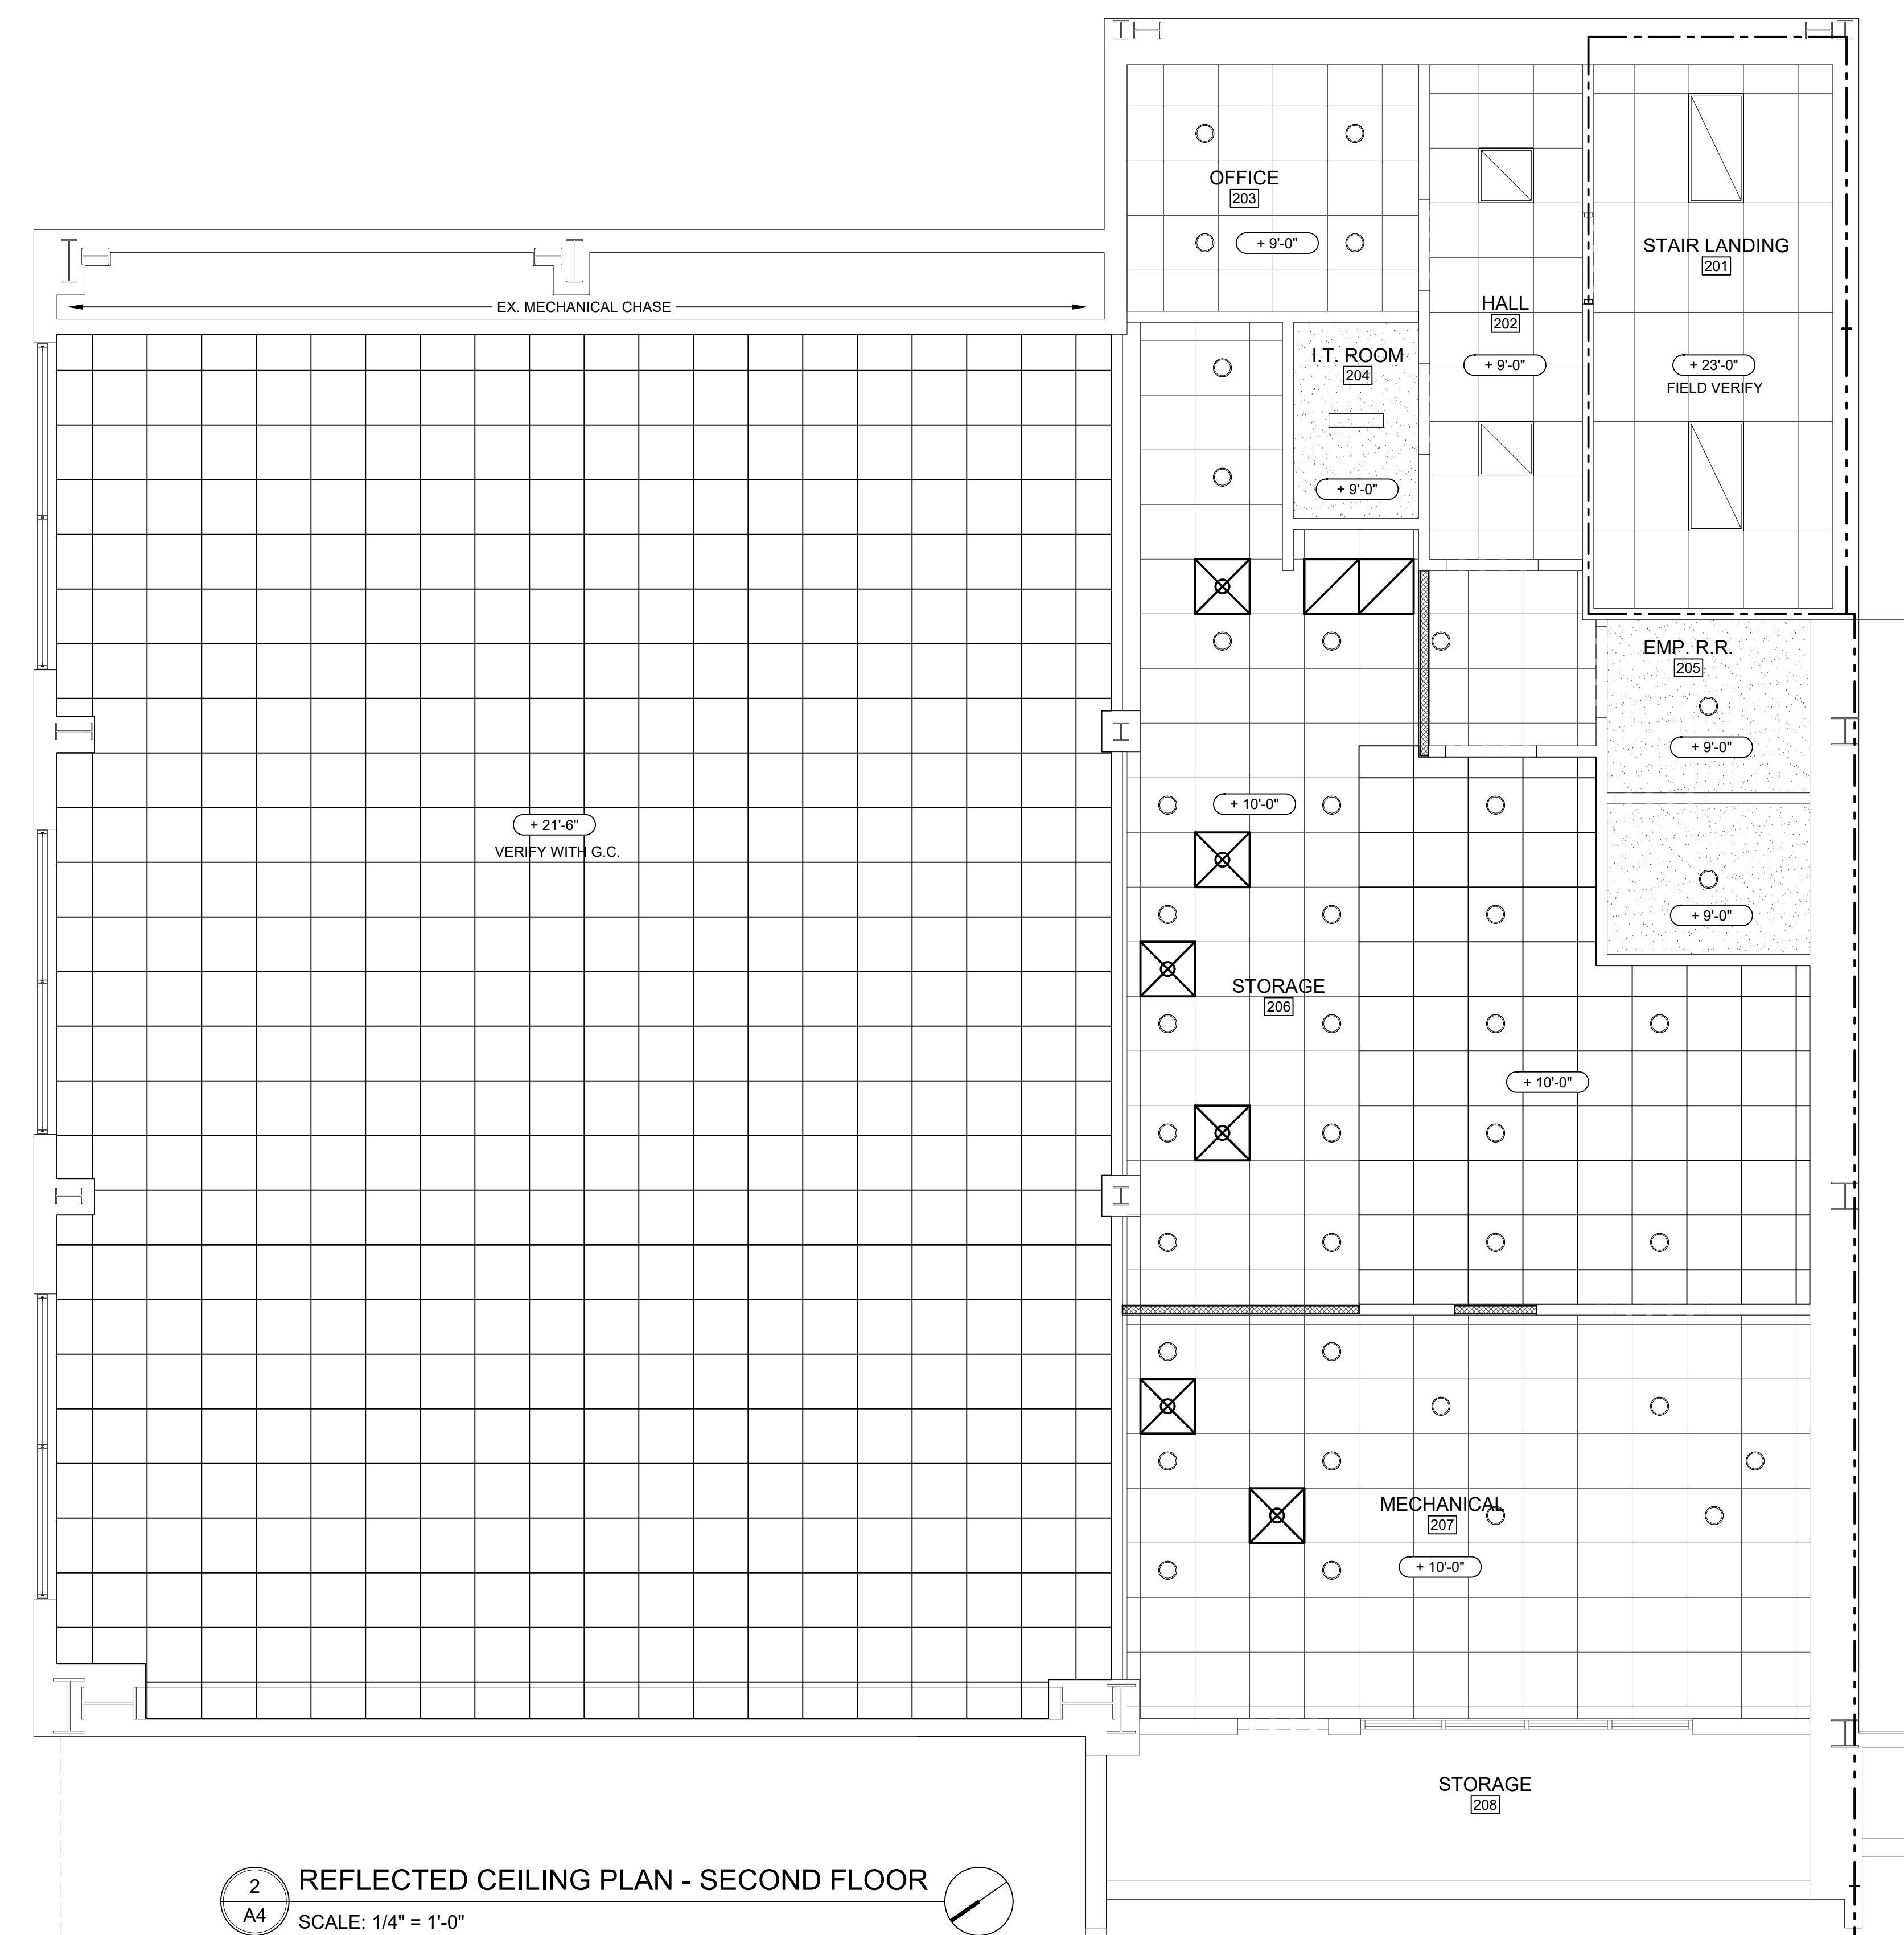 OFFICE
203
+ 9'-0"
STAIR LANDING
201
+ 23'-0"
FIELD VERIFY
HALL
202
+ 9'-0"
EX. MECHANICAL CHASE
I.T. ROOM
204
+ 9'-0"
EMP. R.R.
205
+ 9'-0"
+ 9'-0"
+ 21'-6"
VERIFY WITH G.C.
+ 10'-0"
STORAGE
206
+ 10'-0"
MECHANICAL
207
+ 10'-0"
STORAGE
208
2
A4
REFLECTED CEILING PLAN - SECOND FLOOR
SCALE: 1/4" = 1'-0"